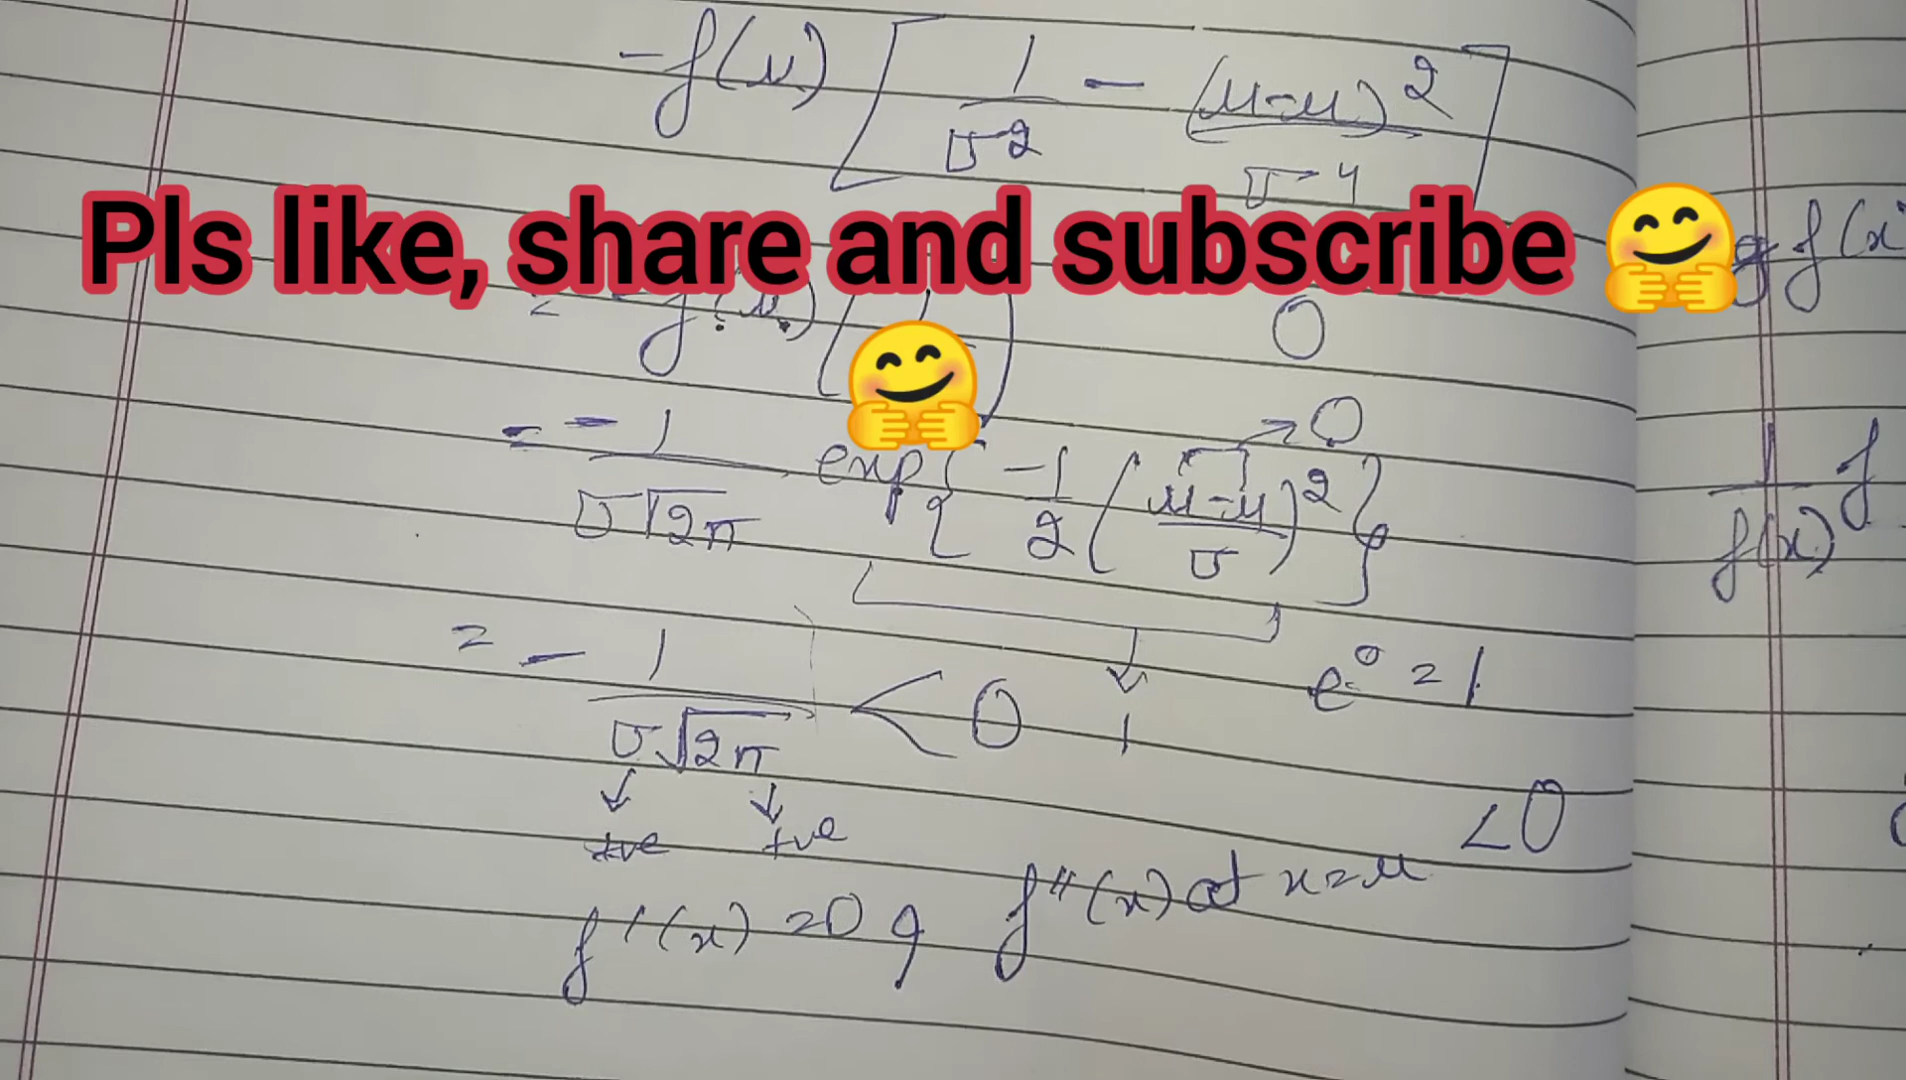 -f(μ) [ 1/σ² - (μ-μ)²/σ⁴ ]
Pls like, share and subscribe 🤗
🤗
= -f(μ) (
0
= - 1/σ√2π exp{ -1/2 ( (μ-μ)/σ )² } → 0
= - 1/σ√2π < 0
↓ 1
e⁰ = 1
↓ ↓
+ve +ve
f'(x) = 0 &
f''(x) at x=μ < 0
f(x)
1/f(x) f